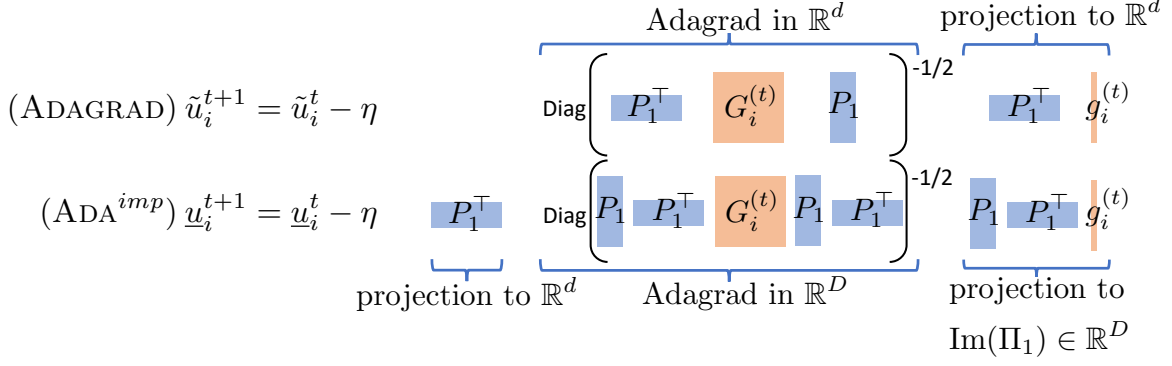 Adagrad in ℝ^d projection to ℝ^d
(ADAGRAD) ũ_i^{t+1} = ũ_i^t − η Diag( P_1^⊤ G_i^{(t)} P_1 )^{-1/2} P_1^⊤ g_i^{(t)}
(ADA^{imp}) u̲_i^{t+1} = u̲_i^t − η P_1^⊤ Diag( P_1 P_1^⊤ G_i^{(t)} P_1 P_1^⊤ )^{-1/2} P_1 P_1^⊤ g_i^{(t)}
projection to ℝ^d Adagrad in ℝ^D projection to
Im(Π_1) ∈ ℝ^D